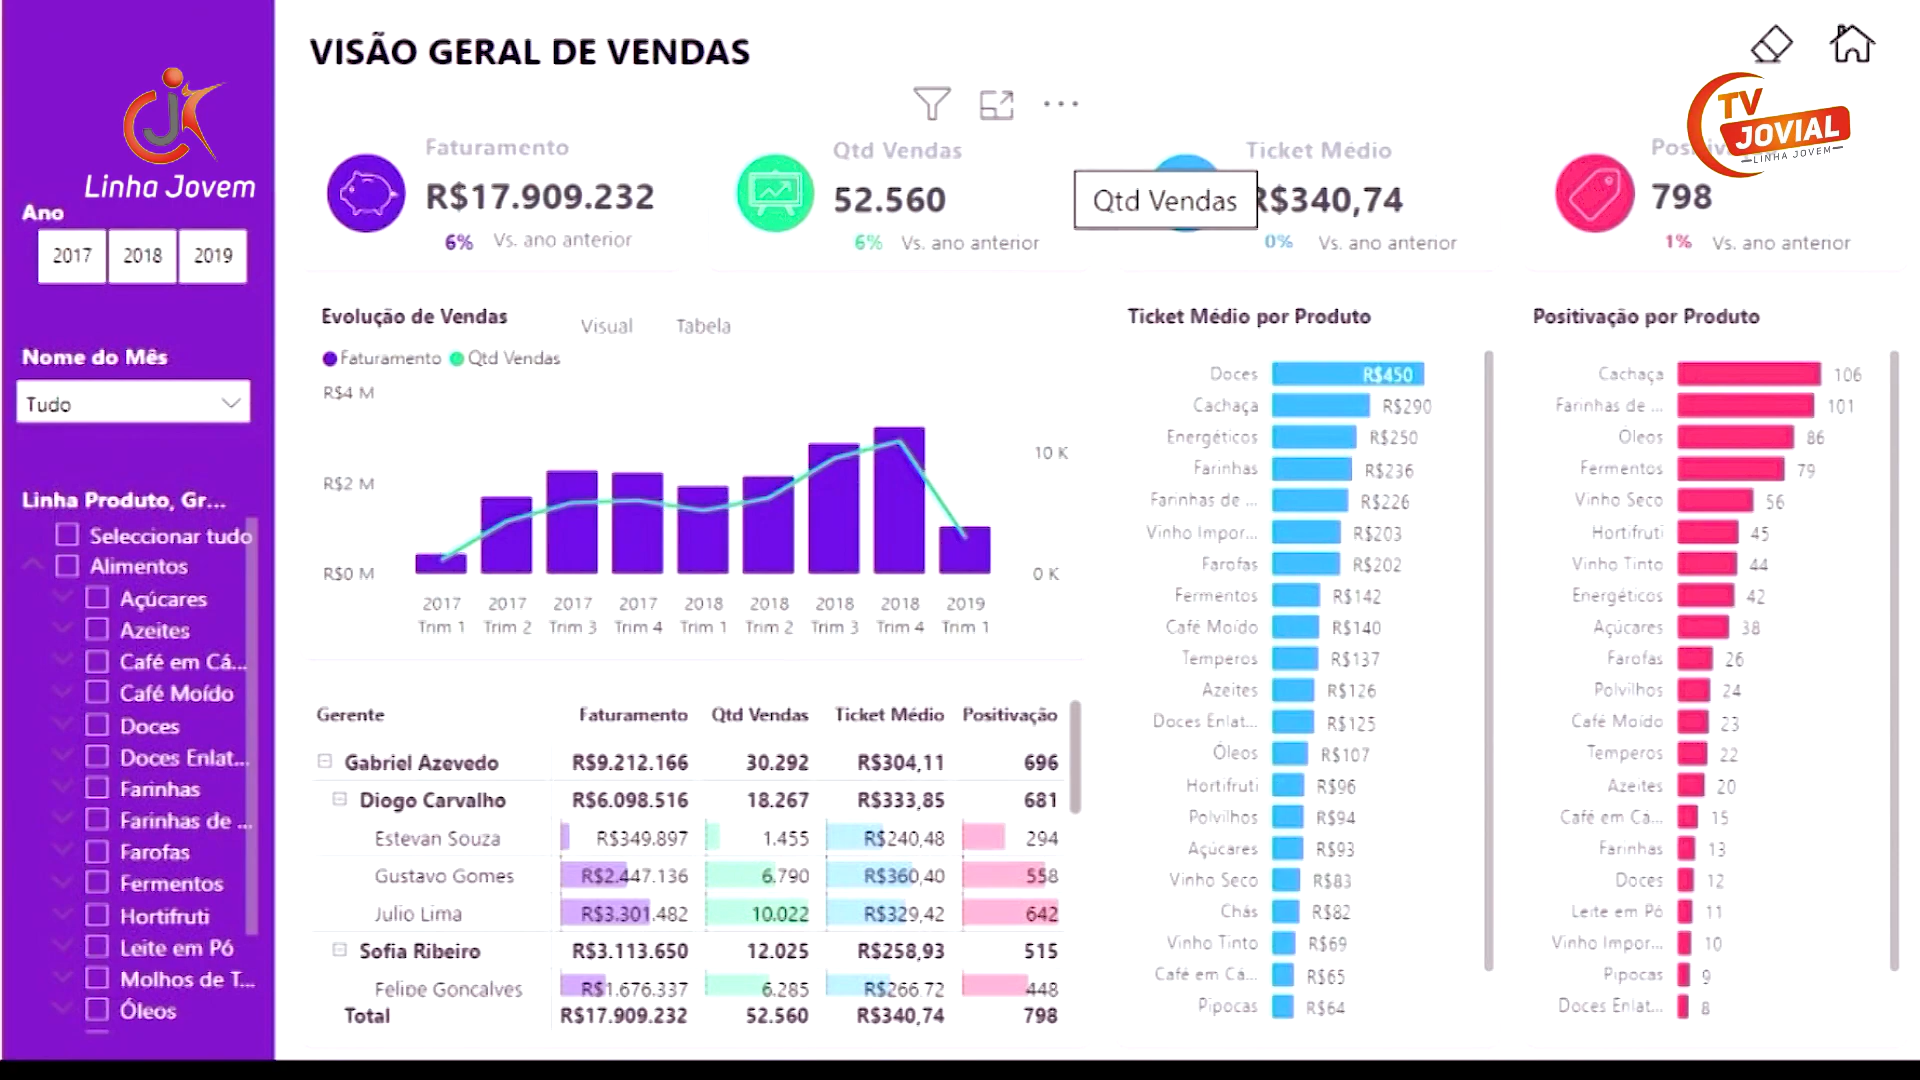 VISÃO GERAL DE VENDAS
TV
JOVIAL
LINHA JOVEM
Linha Jovem
Ano
2017 2018 2019
Nome do Mês
Tudo
Linha Produto, Gr...
Seleccionar tudo
Alimentos
Açúcares
Azeites
Café em Cá...
Café Moído
Doces
Doces Enlat...
Farinhas
Farinhas de ...
Farofas
Fermentos
Hortifruti
Leite em Pó
Molhos de T...
Óleos
Faturamento
R$17.909.232
6% Vs. ano anterior
Qtd Vendas
52.560
6% Vs. ano anterior
Qtd Vendas
Ticket Médio
R$340,74
0% Vs. ano anterior
798
1% Vs. ano anterior
Evolução de Vendas
Visual Tabela
Faturamento Qtd Vendas
R$4 M
R$2 M
R$0 M
10 K
0 K
2017 2017 2017 2017 2018 2018 2018 2018 2019
Trim 1 Trim 2 Trim 3 Trim 4 Trim 1 Trim 2 Trim 3 Trim 4 Trim 1
Gerente Faturamento Qtd Vendas Ticket Médio Positivação
Gabriel Azevedo R$9.212.166 30.292 R$304,11 696
Diogo Carvalho R$6.098.516 18.267 R$333,85 681
Estevan Souza R$349.897 1.455 R$240,48 294
Gustavo Gomes R$2.447.136 6.790 R$360,40 558
Julio Lima R$3.301.482 10.022 R$329,42 642
Sofia Ribeiro R$3.113.650 12.025 R$258,93 515
Felipe Goncalves R$1.676.337 6.285 R$266,72 448
Total R$17.909.232 52.560 R$340,74 798
Ticket Médio por Produto
Doces R$450
Cachaça R$290
Energéticos R$250
Farinhas R$236
Farinhas de ... R$226
Vinho Impor... R$203
Farofas R$202
Fermentos R$142
Café Moído R$140
Temperos R$137
Azeites R$126
Doces Enlat... R$125
Óleos R$107
Hortifruti R$96
Polvilhos R$94
Açúcares R$93
Vinho Seco R$83
Chás R$82
Vinho Tinto R$69
Café em Cá... R$65
Pipocas R$64
Positivação por Produto
Cachaça 106
Farinhas de ... 101
Óleos 86
Fermentos 79
Vinho Seco 56
Hortifruti 45
Vinho Tinto 44
Energéticos 42
Açúcares 38
Farofas 26
Polvilhos 24
Café Moído 23
Temperos 22
Azeites 20
Café em Cá... 15
Farinhas 13
Doces 12
Leite em Pó 11
Vinho Impor... 10
Pipocas 9
Doces Enlat... 8